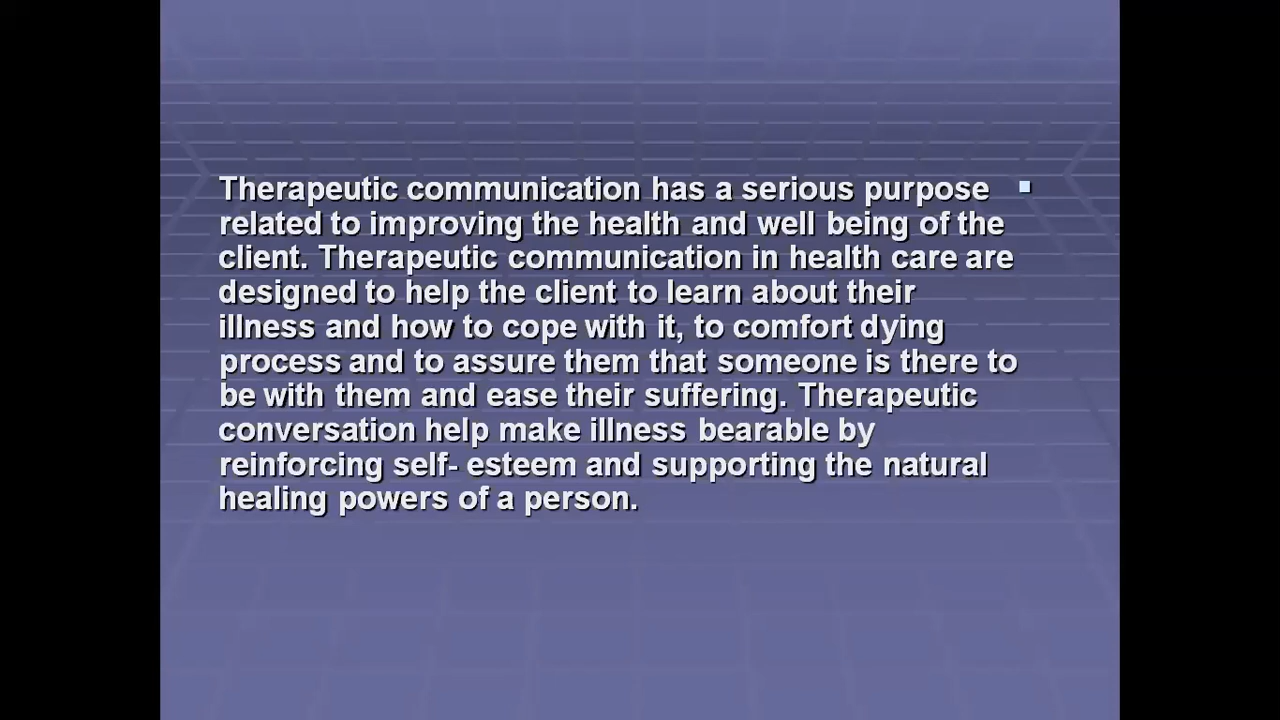 Therapeutic communication has a serious purpose
related to improving the health and well being of the
client. Therapeutic communication in health care are
designed to help the client to learn about their
illness and how to cope with it, to comfort dying
process and to assure them that someone is there to
be with them and ease their suffering. Therapeutic
conversation help make illness bearable by
reinforcing self- esteem and supporting the natural
healing powers of a person.